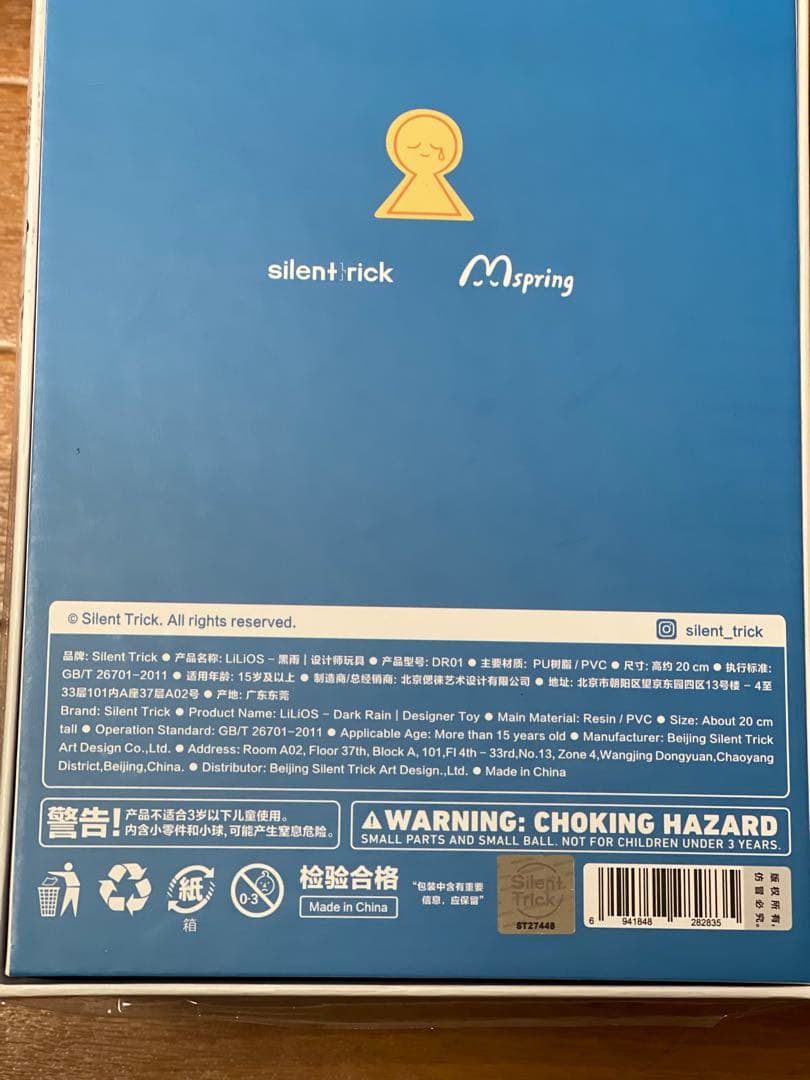 silent}rick
Mspring
© Silent Trick. All rights reserved.
silent_trick
品牌: Silent Trick ● 产品名称: LiLiOS - 黑雨 | 设计师玩具 ● 产品型号: DR01 ● 主要材质: PU树脂 / PVC ● 尺寸: 高约 20 cm ● 执行标准:
GB/T 26701-2011 ● 适用年龄: 15岁及以上 ● 制造商/总经销商: 北京偲徕艺术设计有限公司 ● 地址: 北京市朝阳区望京东园四区13号楼 - 4至
33层101内A座37层A02号 ● 产地: 广东东莞
Brand: Silent Trick ● Product Name: LiLiOS - Dark Rain | Designer Toy ● Main Material: Resin / PVC ● Size: About 20 cm
tall ● Operation Standard: GB/T 26701-2011 ● Applicable Age: More than 15 years old ● Manufacturer: Beijing Silent Trick
Art Design Co.,Ltd. ● Address: Room A02, Floor 37th, Block A, 101,Fl 4th - 33rd,No.13, Zone 4,Wangjing Dongyuan,Chaoyang
District,Beijing,China. ● Distributor: Beijing Silent Trick Art Design.,Ltd. ● Made in China
警告!
产品不适合3岁以下儿童使用。
内含小零件和小球,可能产生窒息危险。
WARNING: CHOKING HAZARD
SMALL PARTS AND SMALL BALL. NOT FOR CHILDREN UNDER 3 YEARS.
紙
箱
0-3
检验合格
Made in China
“包装中含有重要
信息, 应保留”
Silent
Trick
ST27448
6 941848 282835
版权所有,
仿冒必究。